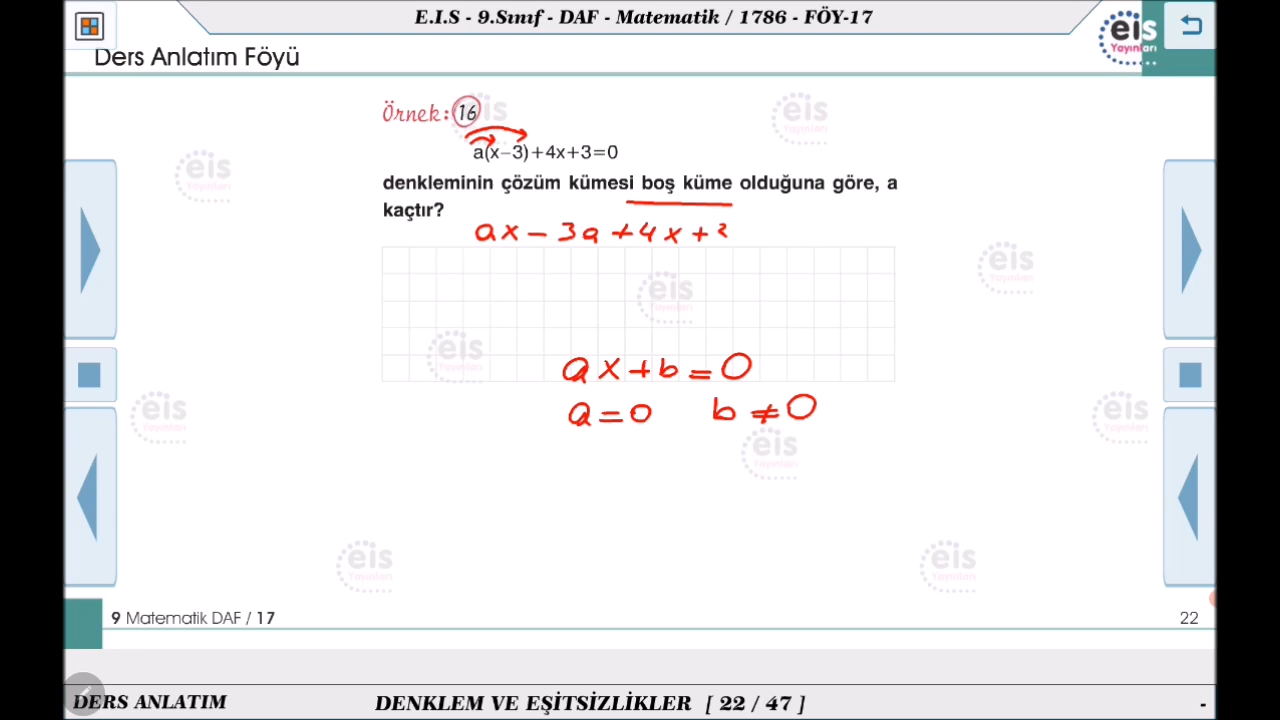 E.I.S - 9.Sınıf - DAF - Matematik / 1786 - FÖY-17
eis
Yayınları
Ders Anlatım Föyü
Örnek: 16
a(x–3)+4x+3=0
denkleminin çözüm kümesi boş küme olduğuna göre, a
kaçtır?
ax - 3a + 4x +
ax + b = 0
a = 0 b ≠ 0
9 Matematik DAF / 17
22
DERS ANLATIM DENKLEM VE EŞİTSİZLİKLER [ 22 / 47 ] -